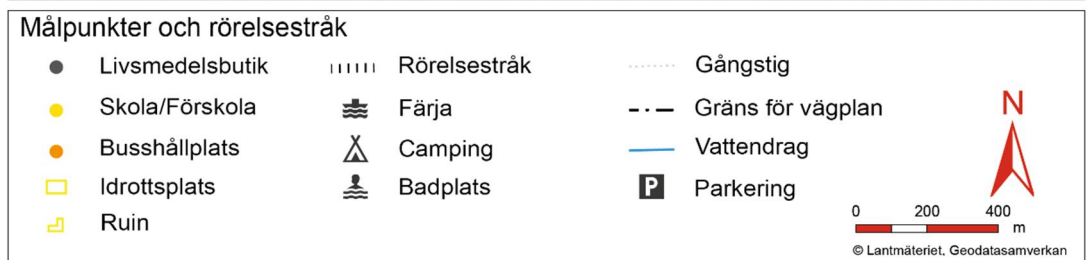 Målpunkter och rörelsestråk
Livsmedelsbutik
Skola/Förskola
Busshållplats
Idrottsplats
Ruin
Rörelsestråk
Färja
Camping
Badplats
Gångstig
Gräns för vägplan
Vattendrag
P Parkering
N
0 200 400
m
© Lantmäteriet, Geodatasamverkan